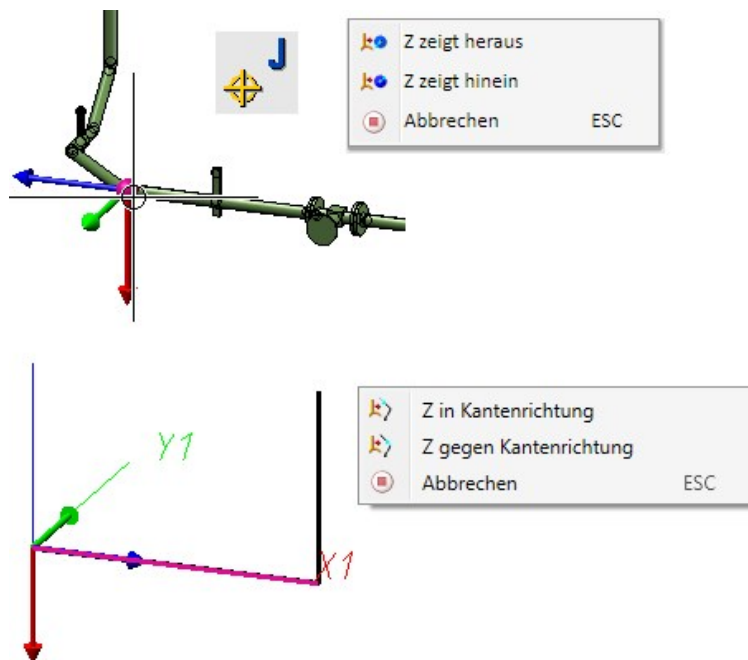 J
Z zeigt heraus
Z zeigt hinein
Abbrechen ESC
Y1
X1
Z in Kantenrichtung
Z gegen Kantenrichtung
Abbrechen ESC